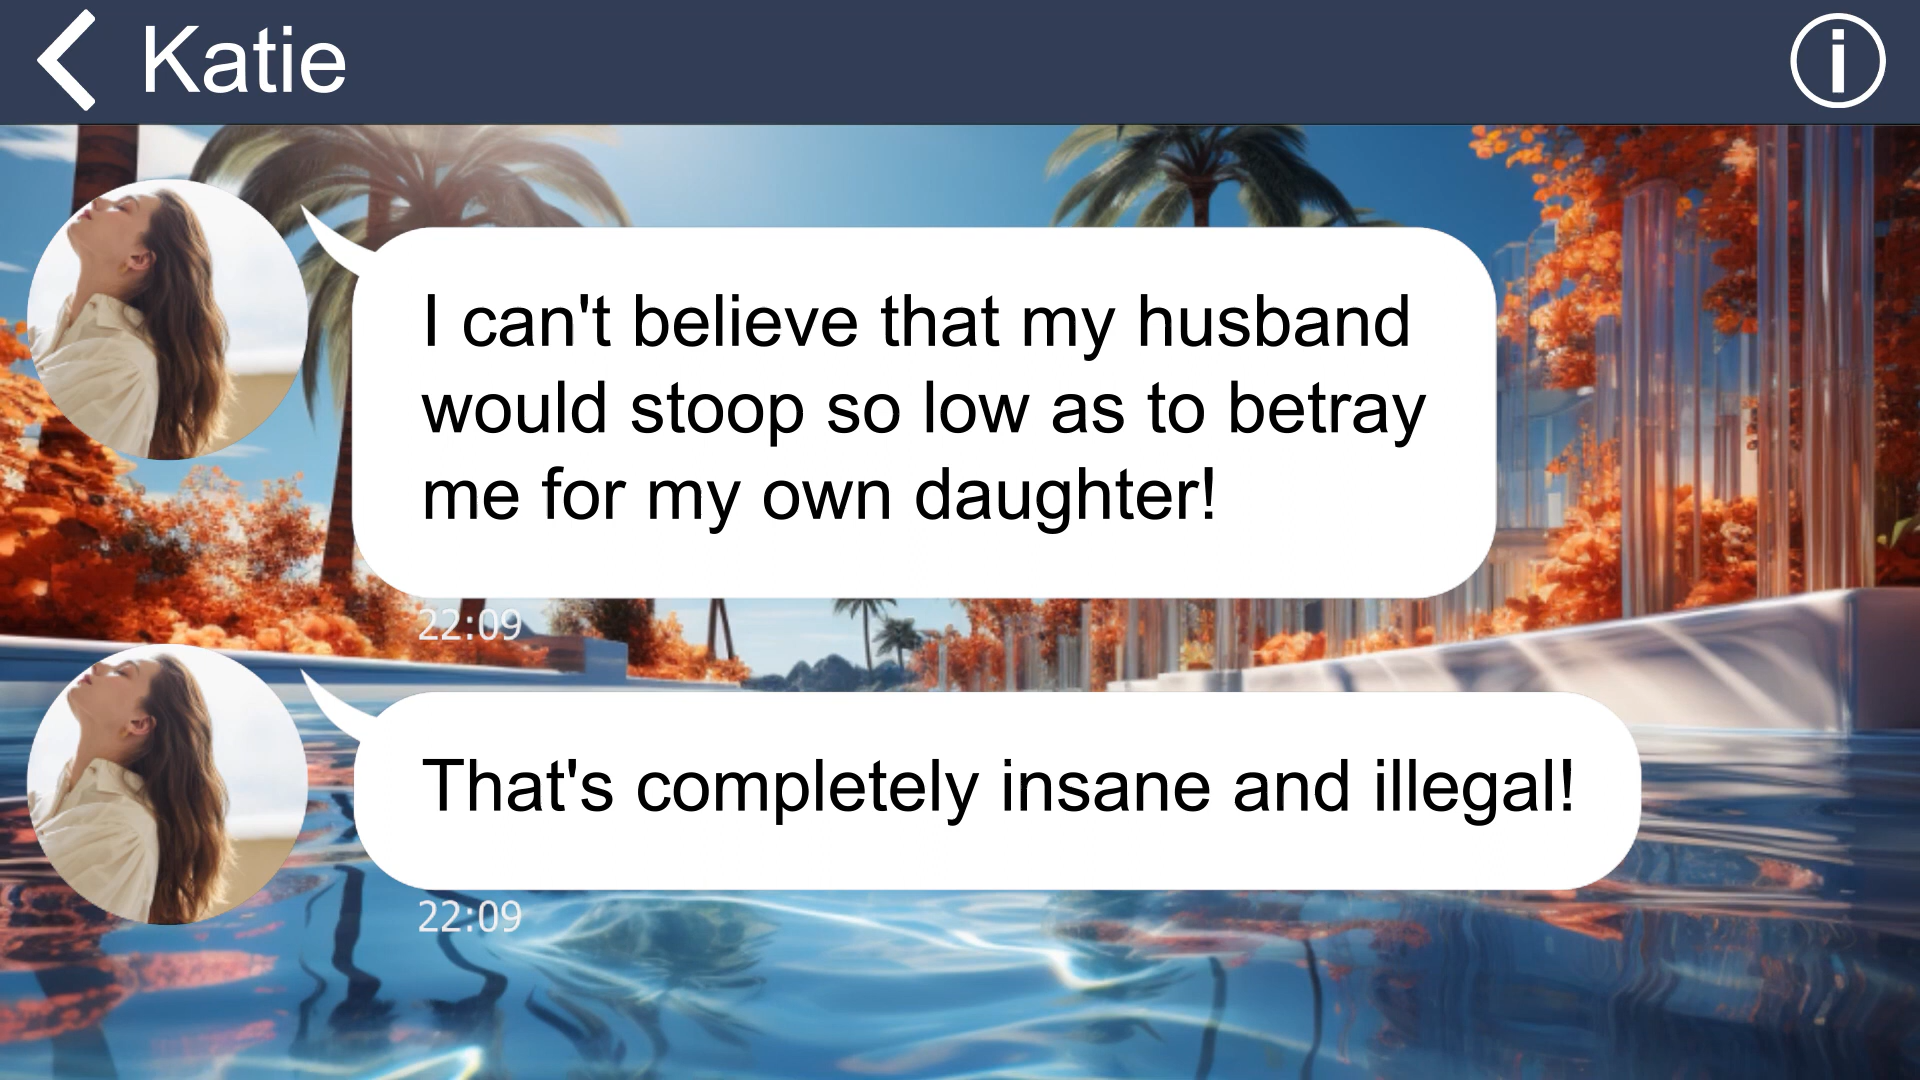 Katie
I can't believe that my husband
would stoop so low as to betray
me for my own daughter!
22:09
That's completely insane and illegal!
22:09